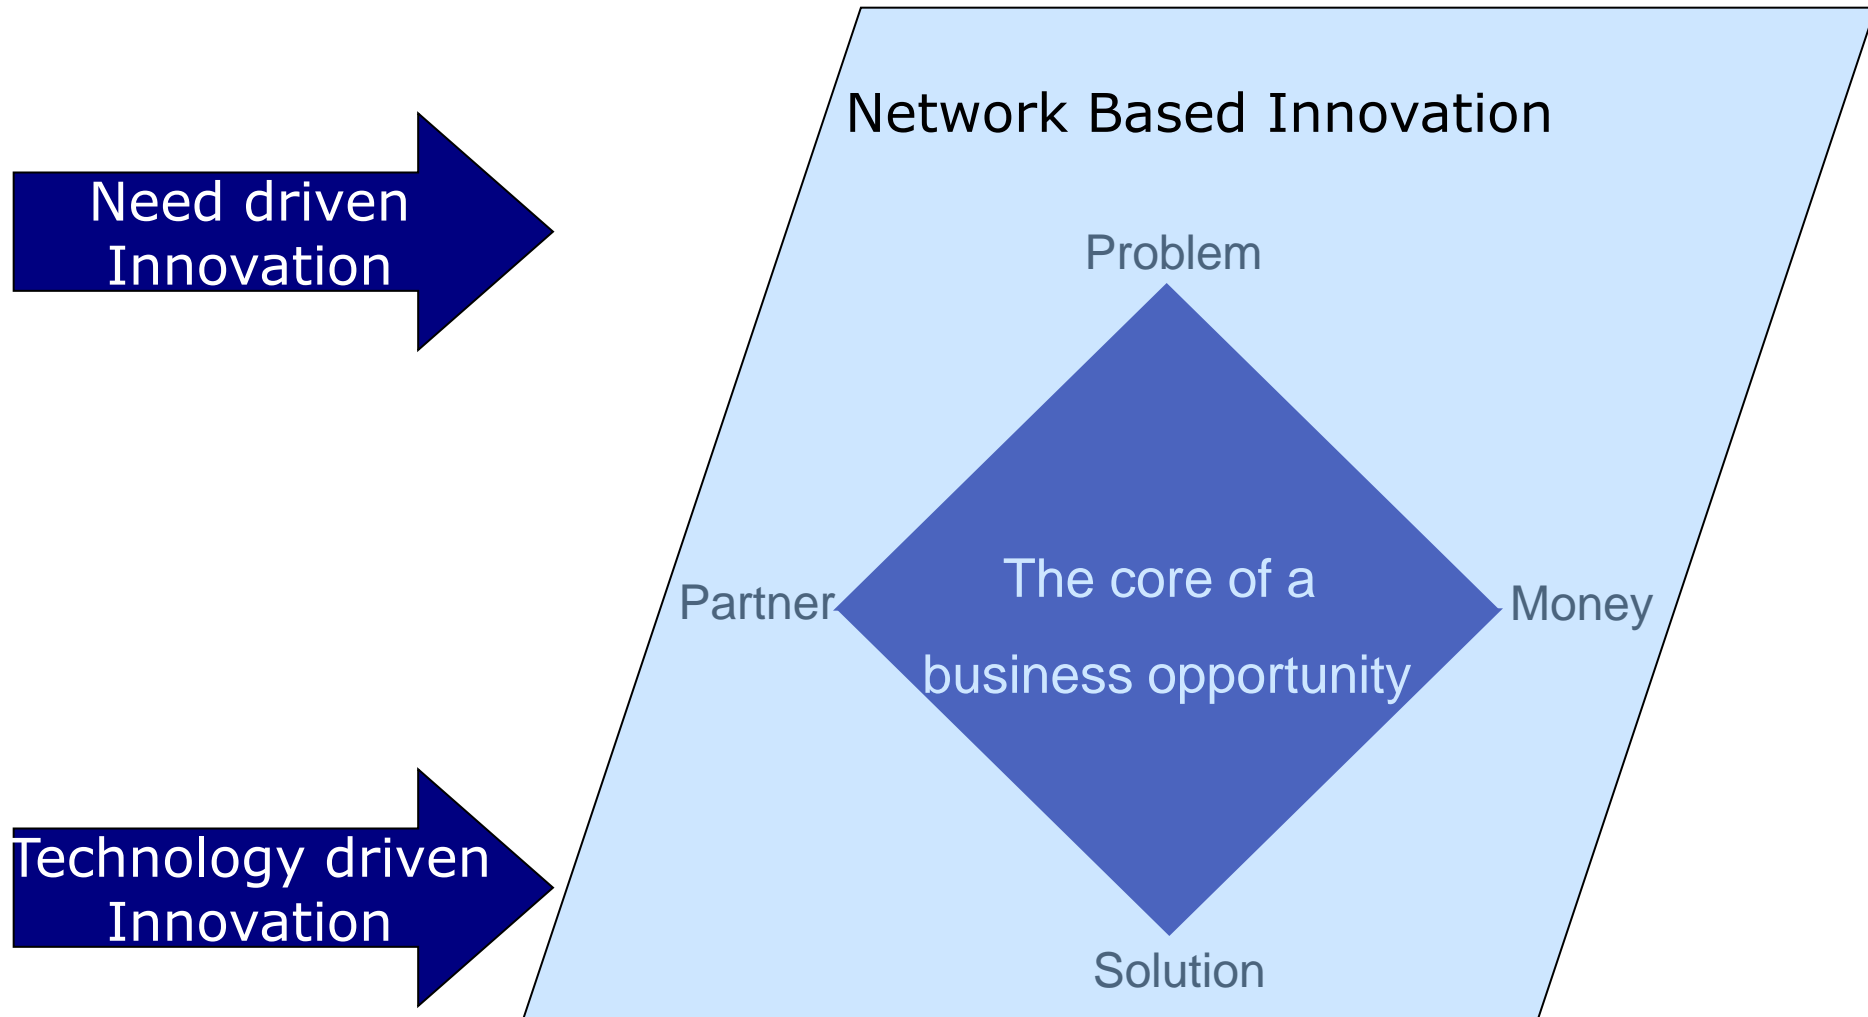 Network Based Innovation
Need driven
Innovation
Problem
Partner
The core of a
business opportunity
Money
Technology driven
Innovation
Solution